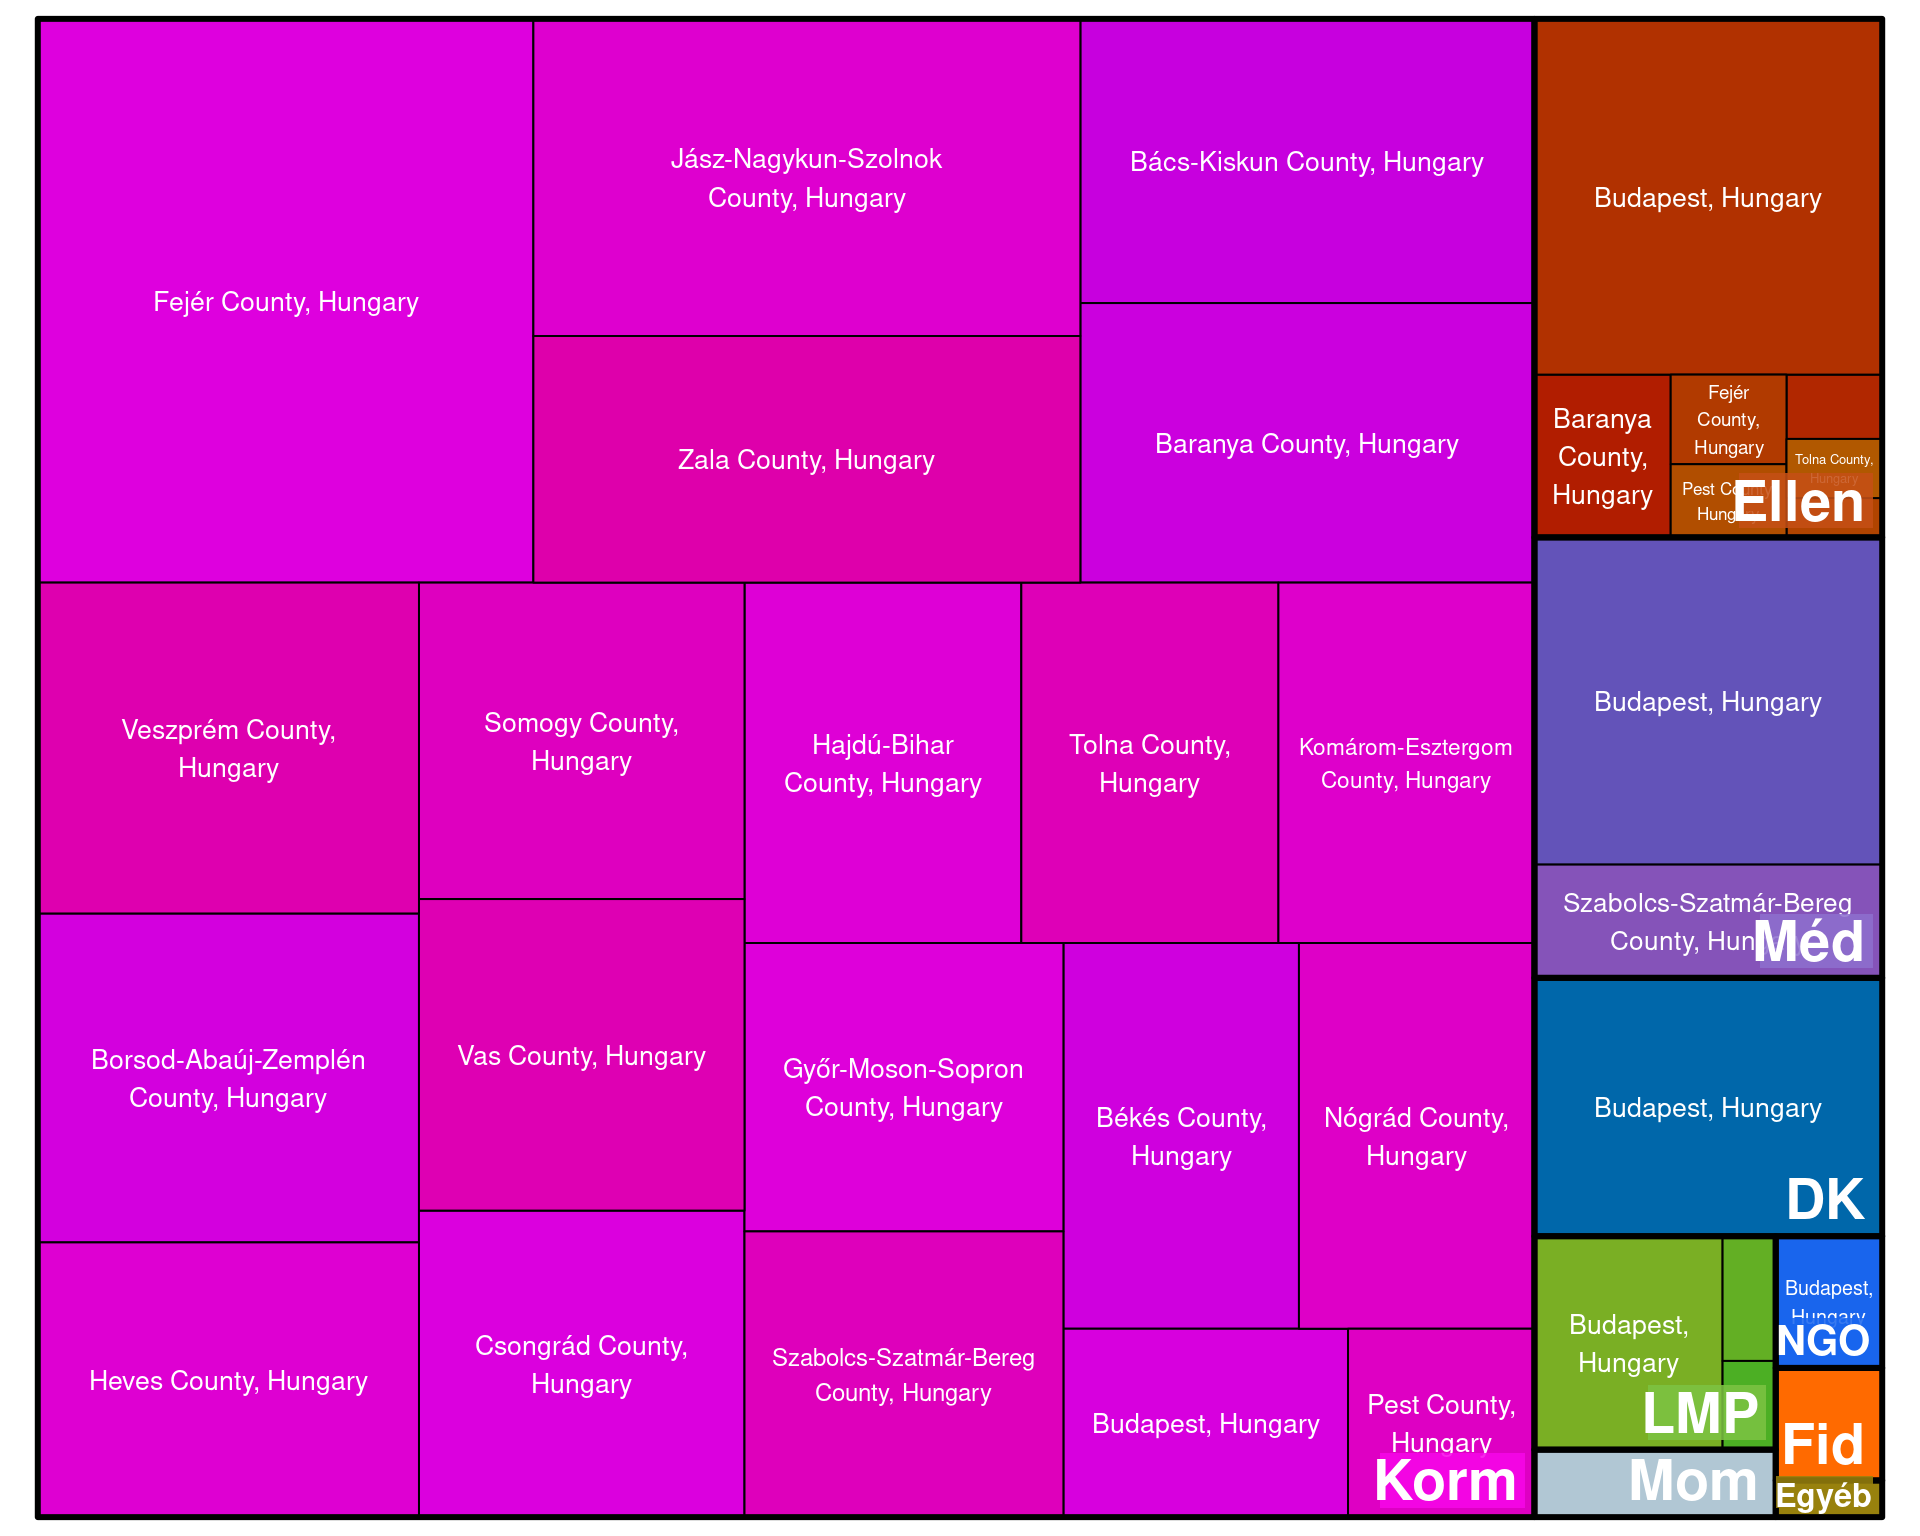 Fejér County, Hungary
Jász-Nagykun-Szolnok
County, Hungary
Zala County, Hungary
Bács-Kiskun County, Hungary
Baranya County, Hungary
Veszprém County,
Hungary
Somogy County,
Hungary
Hajdú-Bihar
County, Hungary
Tolna County,
Hungary
Komárom-Esztergom
County, Hungary
Borsod-Abaúj-Zemplén
County, Hungary
Vas County, Hungary
Győr-Moson-Sopron
County, Hungary
Békés County,
Hungary
Nógrád County,
Hungary
Heves County, Hungary
Csongrád County,
Hungary
Szabolcs-Szatmár-Bereg
County, Hungary
Budapest, Hungary
Pest County,
Hungary
Korm
Budapest, Hungary
Baranya
County,
Hungary
Fejér
County,
Hungary
Pest County,
Hungary
Tolna County,
Hungary
Ellen
Budapest, Hungary
Szabolcs-Szatmár-Bereg
County, Hungary
Méd
Budapest, Hungary
DK
Budapest,
Hungary
LMP
Budapest,
Hungary
NGO
Fid
Mom
Egyéb